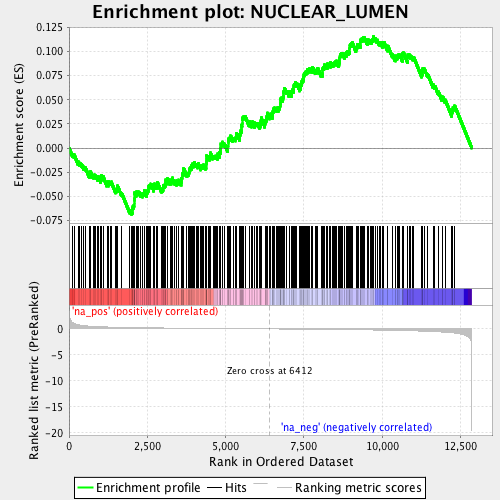 Enrichment plot: NUCLEAR_LUMEN
Enrichment score (ES)
0.125
0.100
0.075
0.050
0.025
0.000
-0.025
-0.050
-0.075
'na_pos' (positively correlated)
Ranked list metric (PreRanked)
0
-5
-10
-15
-20
Zero cross at 6412
'na_neg' (negatively correlated)
0
2,500
5,000
7,500
10,000
12,500
Rank in Ordered Dataset
Enrichment profile
Hits
Ranking metric scores